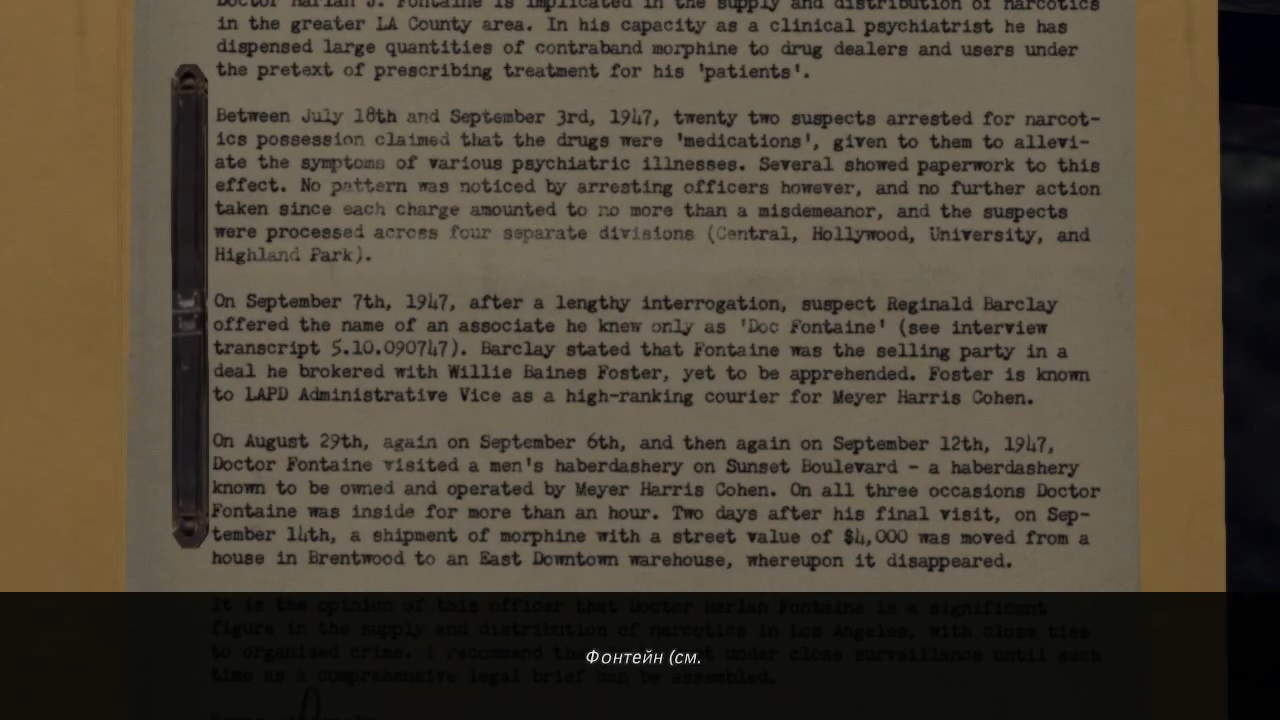 Doctor Harlan J. Fontaine is implicated in the supply and distribution of narcotics
in the greater LA County area. In his capacity as a clinical psychiatrist he has
dispensed large quantities of contraband morphine to drug dealers and users under
the pretext of prescribing treatment for his 'patients'.
Between July 18th and September 3rd, 1947, twenty two suspects arrested for narcot-
ics possession claimed that the drugs were 'medications', given to them to allevi-
ate the symptoms of various psychiatric illnesses. Several showed paperwork to this
effect. No pattern was noticed by arresting officers however, and no further action
taken since each charge amounted to no more than a misdemeanor, and the suspects
were processed across four separate divisions (Central, Hollywood, University, and
Highland Park).
On September 7th, 1947, after a lengthy interrogation, suspect Reginald Barclay
offered the name of an associate he knew only as 'Doc Fontaine' (see interview
transcript 5.10.090747). Barclay stated that Fontaine was the selling party in a
deal he brokered with Willie Baines Foster, yet to be apprehended. Foster is known
to LAPD Administrative Vice as a high-ranking courier for Meyer Harris Cohen.
On August 29th, again on September 6th, and then again on September 12th, 1947,
Doctor Fontaine visited a men's haberdashery on Sunset Boulevard - a haberdashery
known to be owned and operated by Meyer Harris Cohen. On all three occasions Doctor
Fontaine was inside for more than an hour. Two days after his final visit, on Sep-
tember 14th, a shipment of morphine with a street value of $4,000 was moved from a
house in Brentwood to an East Downtown warehouse, whereupon it disappeared.
It is the opinion of this officer that Doctor Harlan Fontaine is a significant
figure in the supply and distribution of narcotics in Los Angeles, with close ties
to organized crime. I recommend under close surveillance until such
time as a comprehensive legal brief can be assembled.
Фонтейн (см.